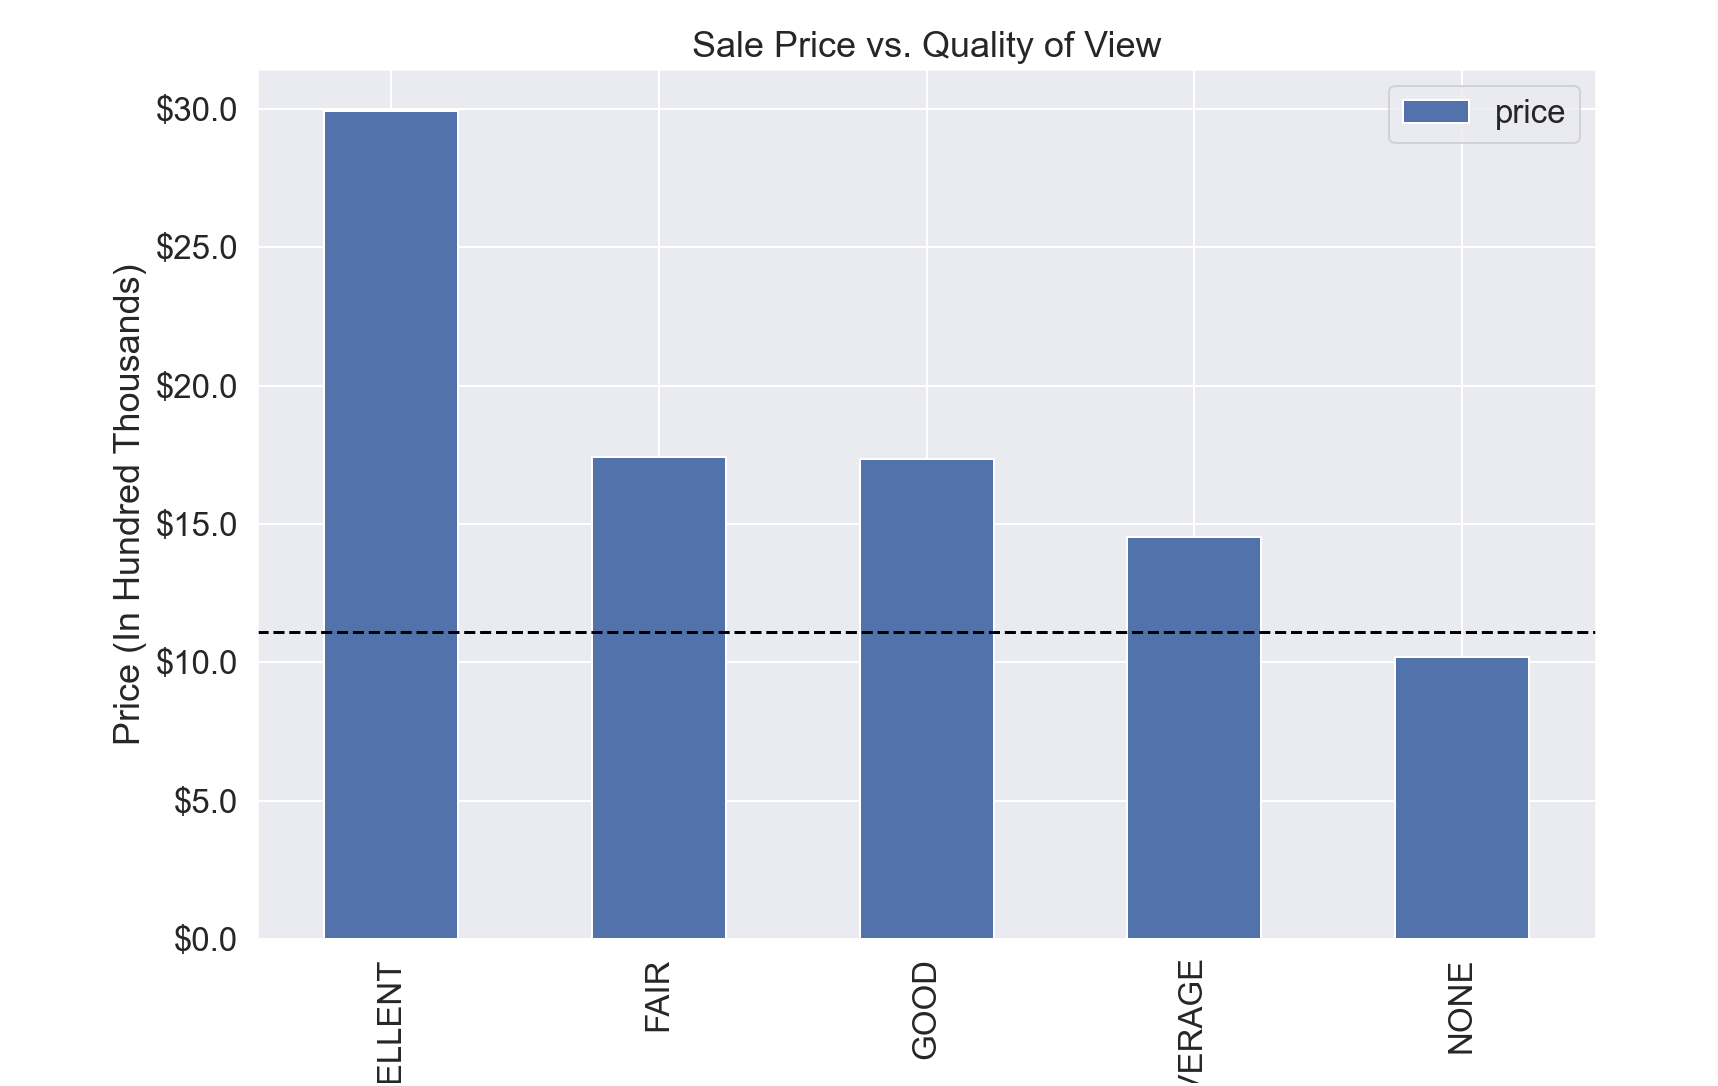 Sale Price vs. Quality of View
price
Price (In Hundred Thousands)
$30.0
$25.0
$20.0
$15.0
$10.0
$5.0
$0.0
ELLENT
FAIR
GOOD
VERAGE
NONE